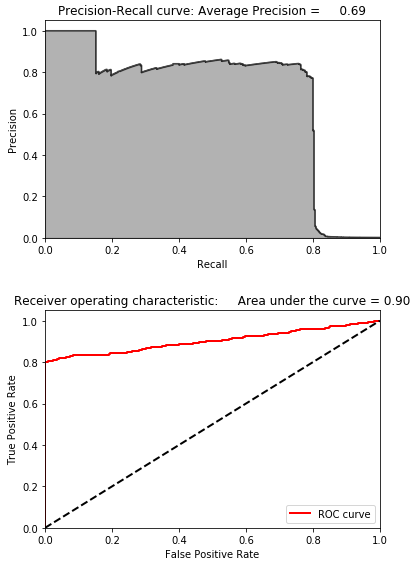 Precision-Recall curve: Average Precision = 0.69
1.0
0.8
0.6
0.4
0.2
0.0
Precision
0.0 0.2 0.4 0.6 0.8 1.0
Recall
Receiver operating characteristic: Area under the curve = 0.90
1.0
0.8
0.6
0.4
0.2
0.0
True Positive Rate
ROC curve
0.0 0.2 0.4 0.6 0.8 1.0
False Positive Rate